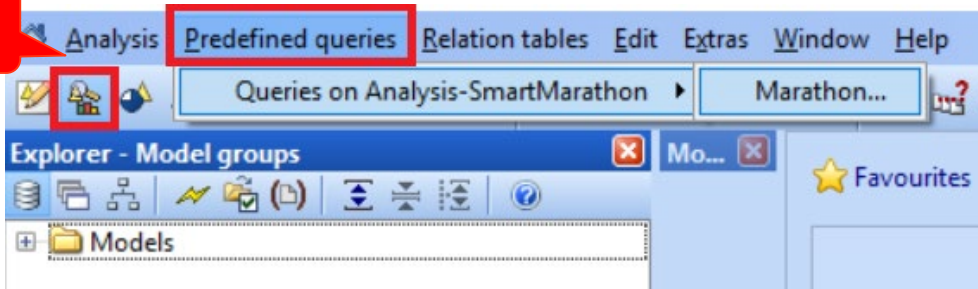 Analysis Predefined queries Relation tables Edit Extras Window Help
Queries on Analysis-SmartMarathon Marathon...
Explorer - Model groups Mo...
Favourites
Models